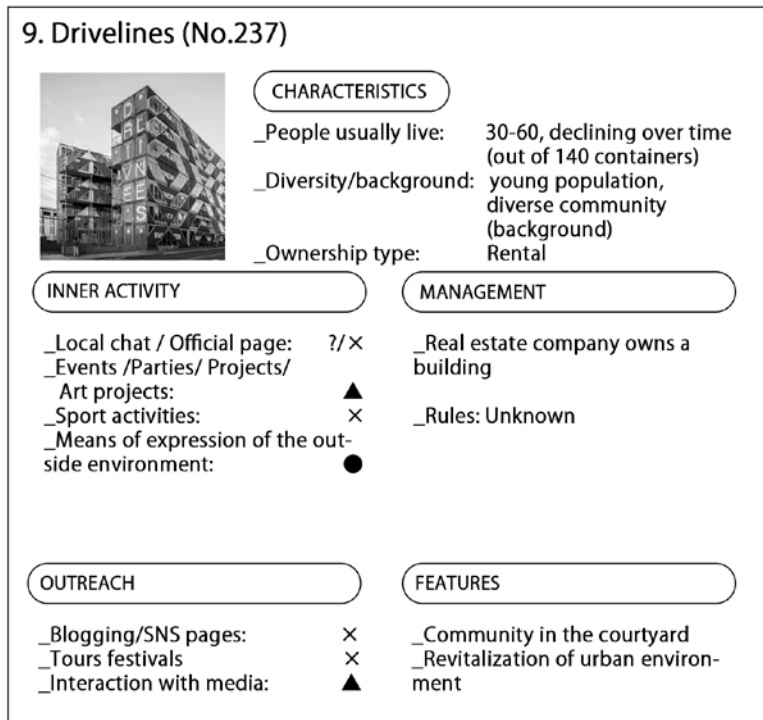 9. Drivelines (No.237)
CHARACTERISTICS
_People usually live: 30-60, declining over time
(out of 140 containers)
_Diversity/background: young population,
diverse community
(background)
_Ownership type: Rental
INNER ACTIVITY
_Local chat / Official page: ?/ ×
_Events /Parties/ Projects/
Art projects: ▲
_Sport activities: ×
_Means of expression of the out-
side environment: ●
MANAGEMENT
_Real estate company owns a
building
_Rules: Unknown
OUTREACH
_Blogging/SNS pages: ×
_Tours festivals ×
_Interaction with media: ▲
FEATURES
_Community in the courtyard
_Revitalization of urban environ-
ment